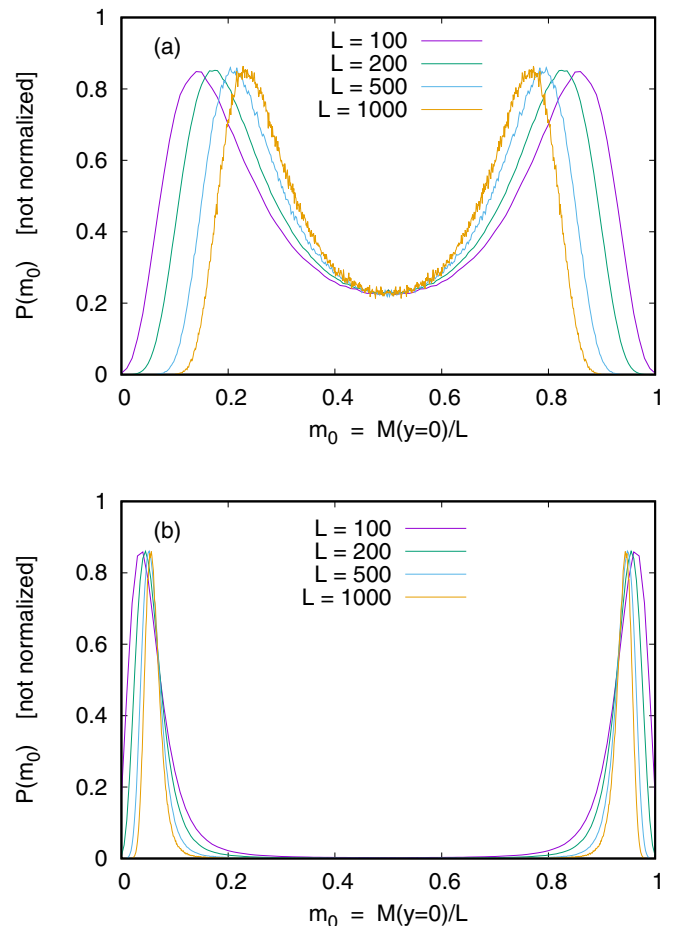 1
(a)
L = 100
L = 200
0.8
L = 500
L = 1000
0.6
0.4
0.2
0
0 0.2 0.4 0.6 0.8 1
P(m0) [not normalized]
m0 = M(y=0)/L
1
(b)
L = 100
L = 200
0.8
L = 500
L = 1000
0.6
0.4
0.2
0
0 0.2 0.4 0.6 0.8 1
P(m0) [not normalized]
m0 = M(y=0)/L